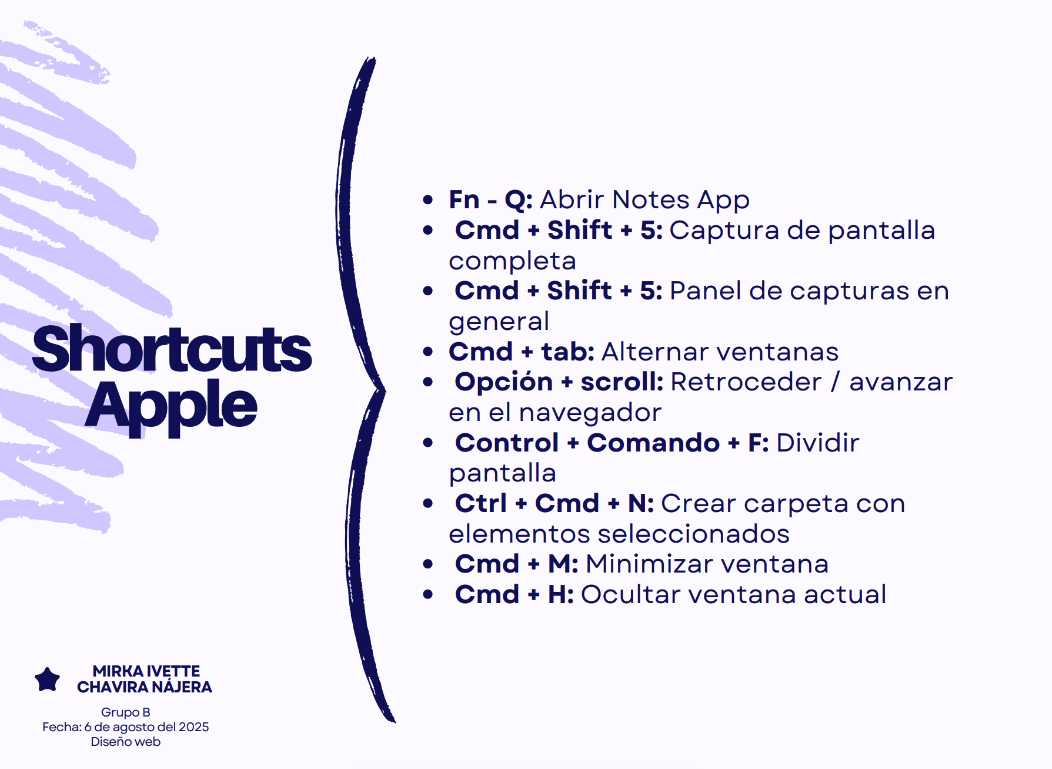 Shortcuts
Apple
• Fn - Q: Abrir Notes App
• Cmd + Shift + 5: Captura de pantalla
completa
• Cmd + Shift + 5: Panel de capturas en
general
• Cmd + tab: Alternar ventanas
• Opción + scroll: Retroceder / avanzar
en el navegador
• Control + Comando + F: Dividir
pantalla
• Ctrl + Cmd + N: Crear carpeta con
elementos seleccionados
• Cmd + M: Minimizar ventana
• Cmd + H: Ocultar ventana actual
MIRKA IVETTE
CHAVIRA NÁJERA
Grupo B
Fecha: 6 de agosto del 2025
Diseño web